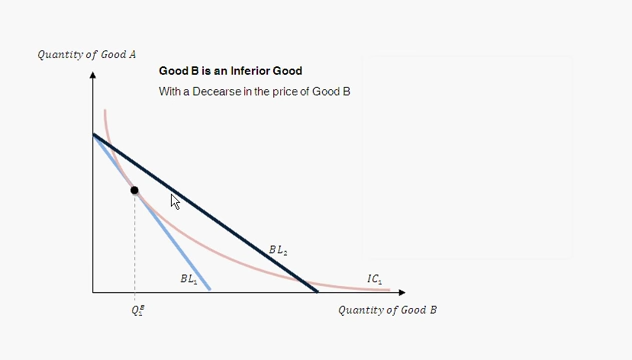 Quantity of Good A
Good B is an Inferior Good
With a Decearse in the price of Good B
BL₂
BL₁
IC₁
Q₁ᴮ
Quantity of Good B